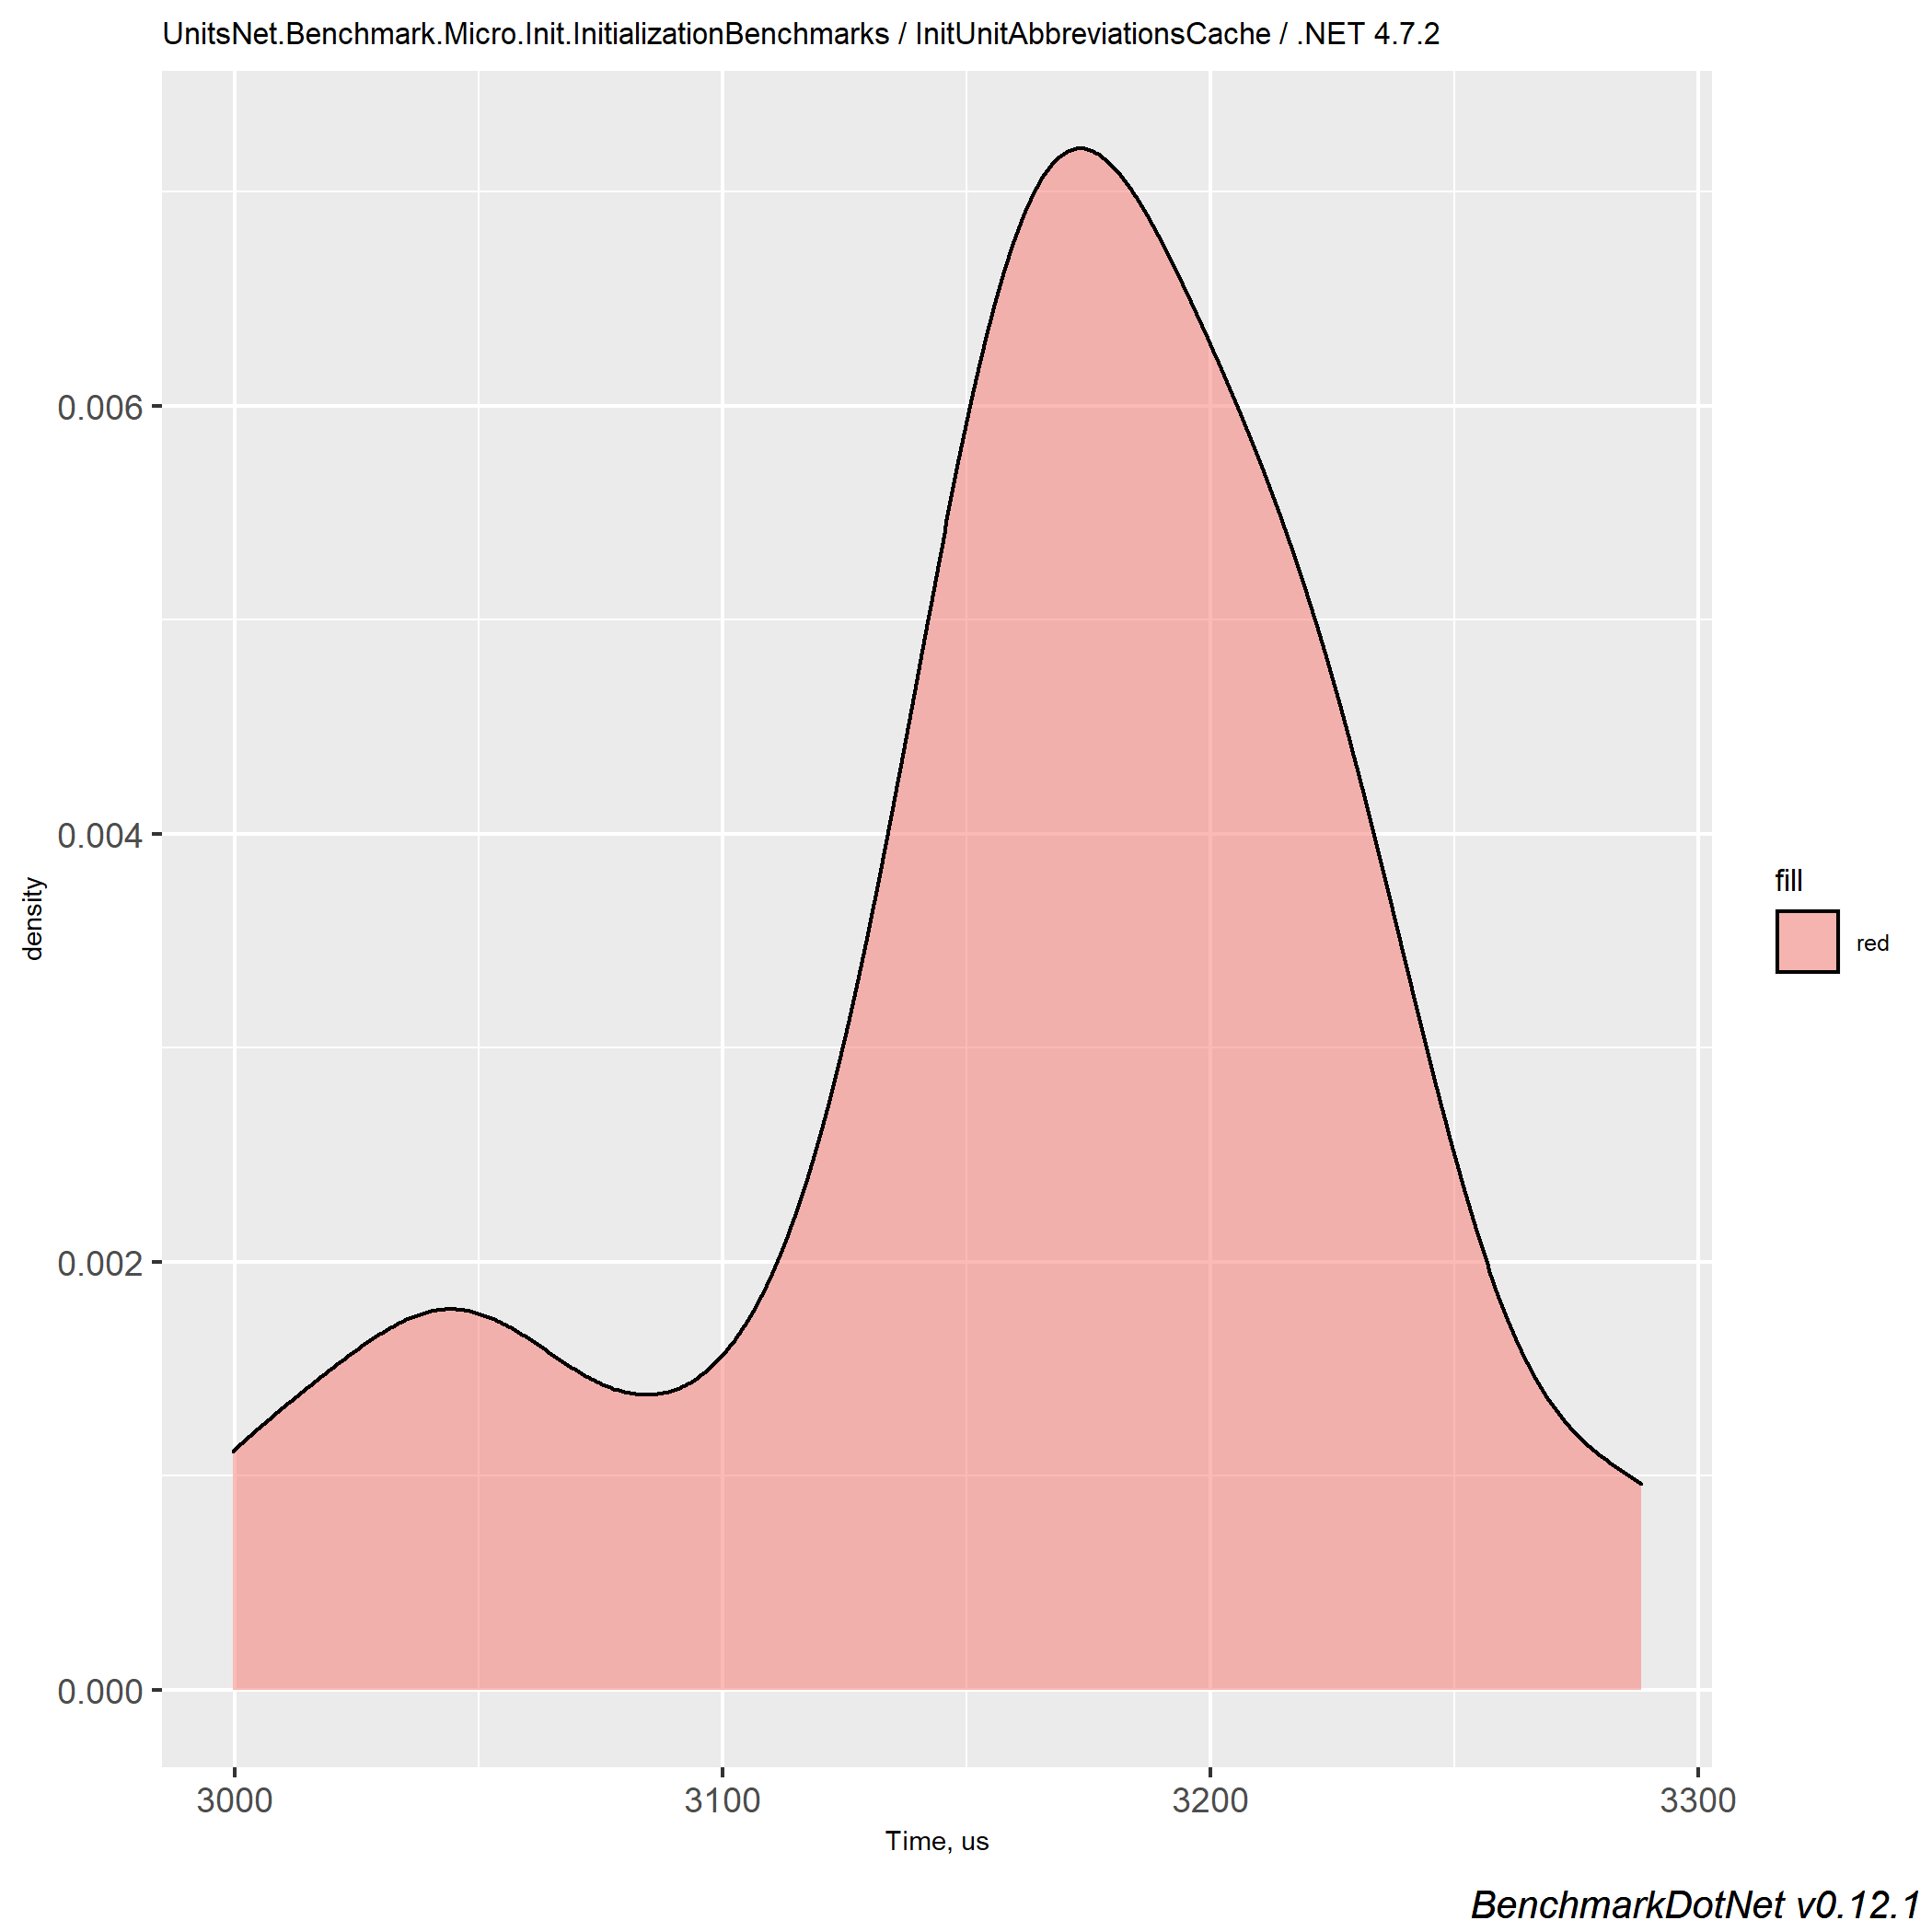 UnitsNet.Benchmark.Micro.Init.InitializationBenchmarks / InitUnitAbbreviationsCache / .NET 4.7.2
0.006
0.004
0.002
0.000
density
3000 3100 3200 3300
Time, us
fill
red
BenchmarkDotNet v0.12.1